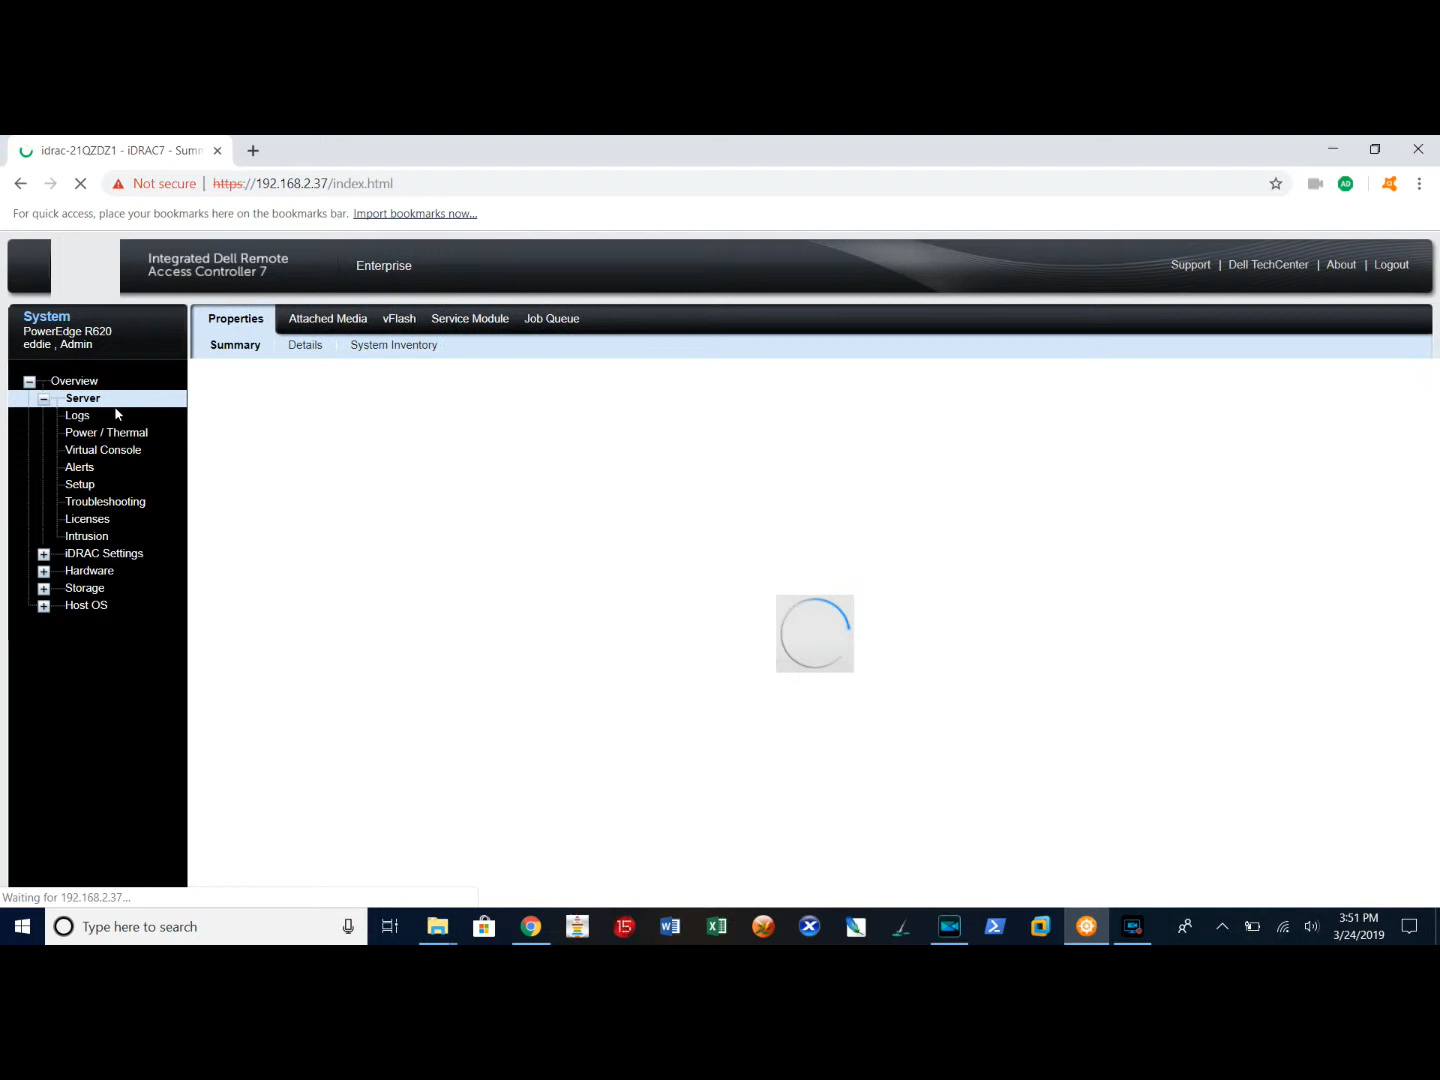 idrac-21QZDZ1 - iDRAC7 - Summ
Not secure | https://192.168.2.37/index.html
For quick access, place your bookmarks here on the bookmarks bar. Import bookmarks now...
Integrated Dell Remote
Access Controller 7
Enterprise
Support | Dell TechCenter | About | Logout
System
PowerEdge R620
eddie , Admin
Properties Attached Media vFlash Service Module Job Queue
Summary Details System Inventory
Overview
Server
Logs
Power / Thermal
Virtual Console
Alerts
Setup
Troubleshooting
Licenses
Intrusion
iDRAC Settings
Hardware
Storage
Host OS
Waiting for 192.168.2.37...
Type here to search
15
3:51 PM
3/24/2019